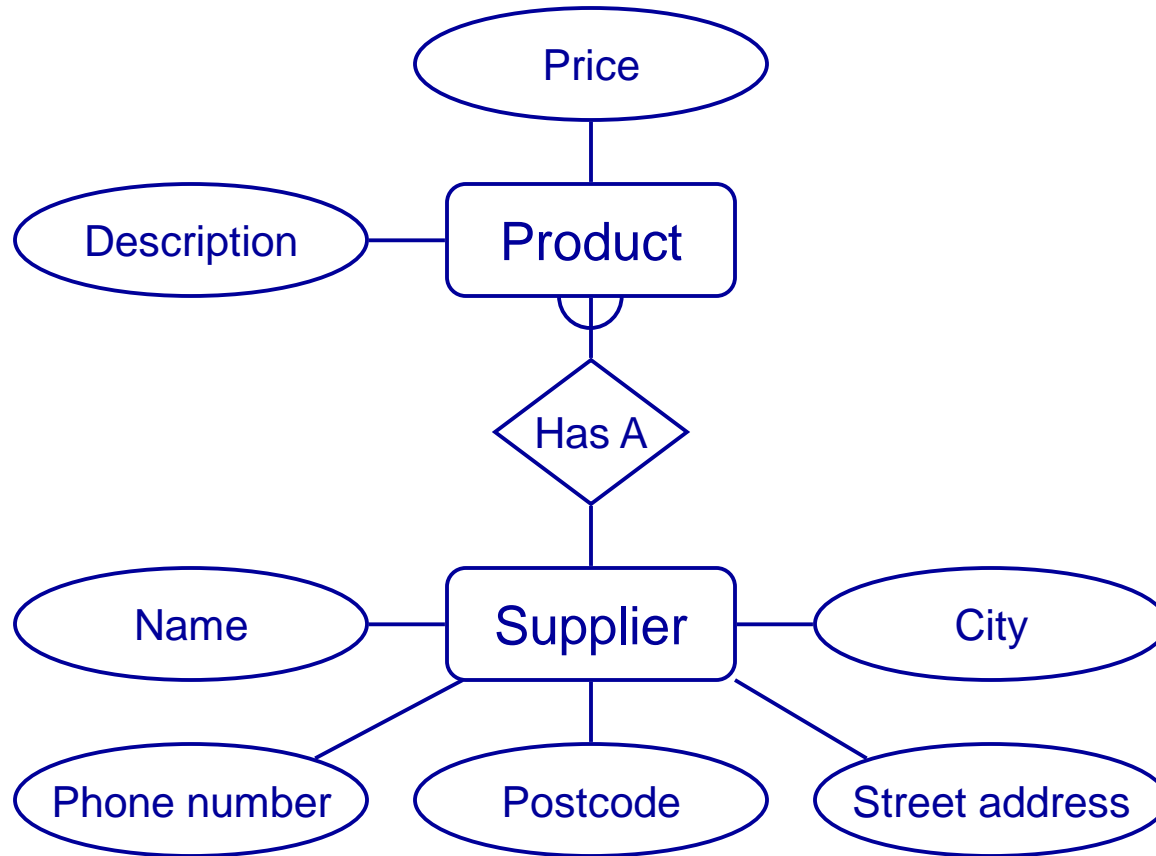 Price
Description
Product
Has A
Name
Supplier
City
Phone number
Postcode
Street address